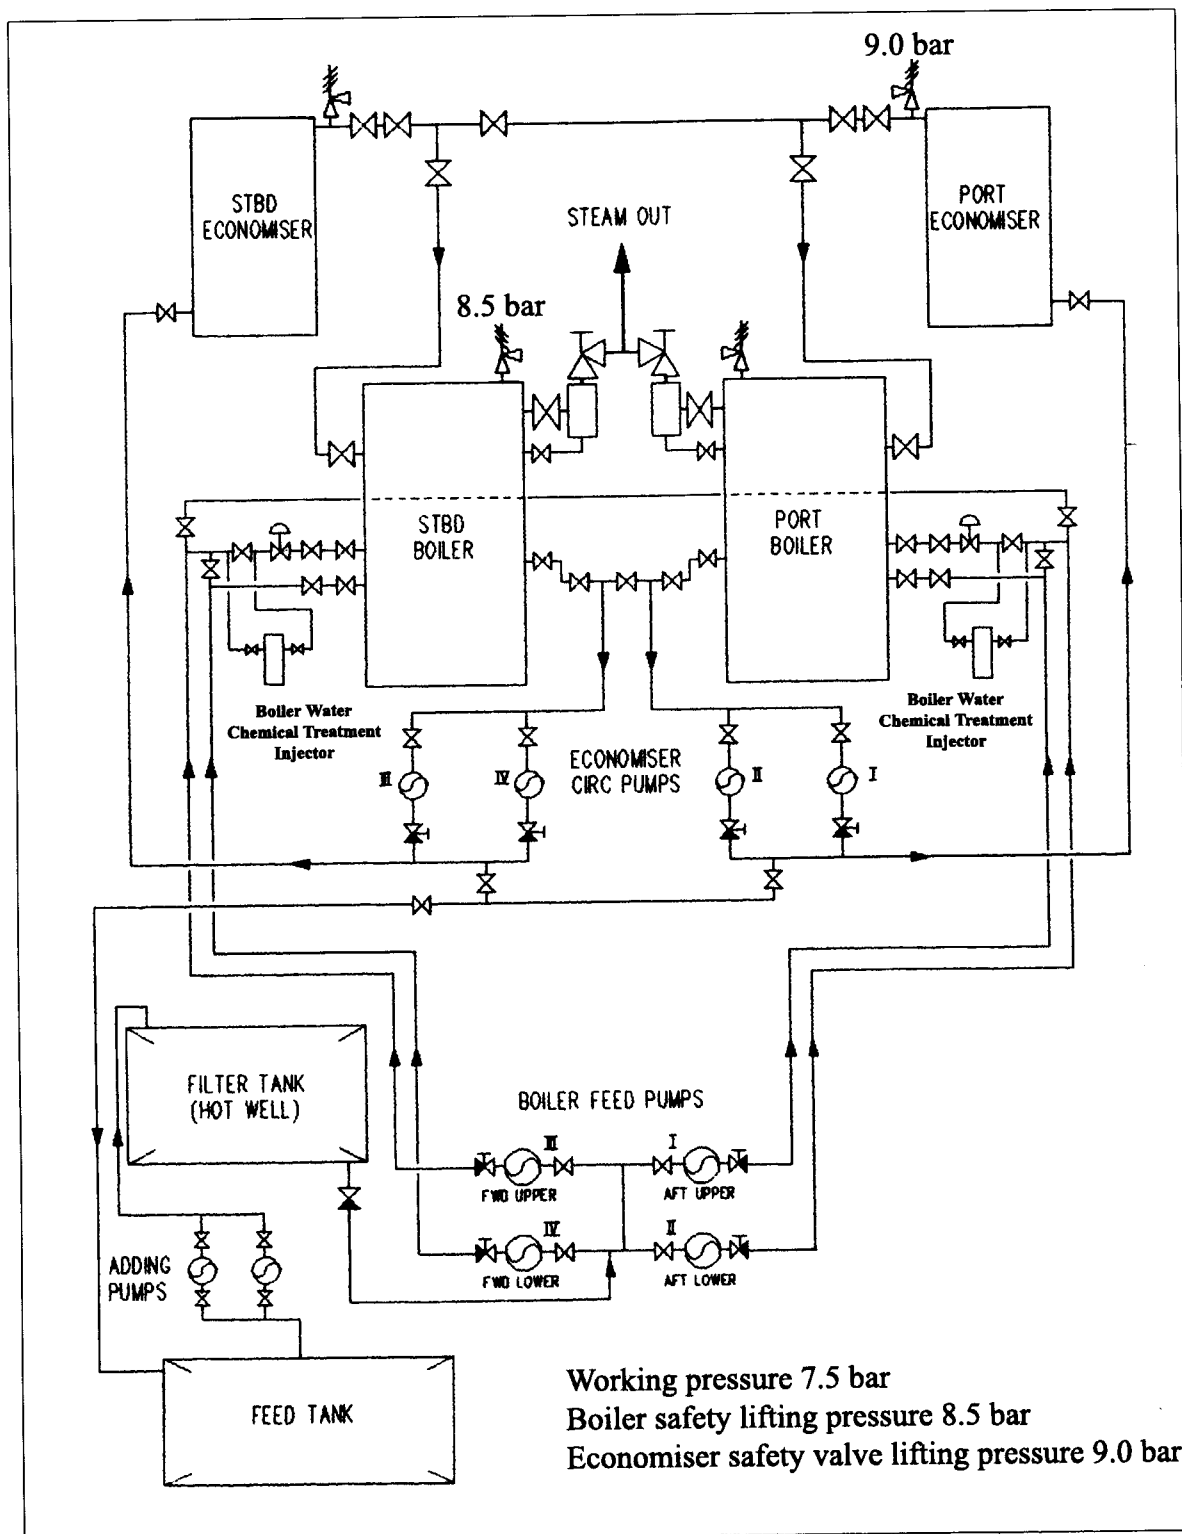 9.0 bar
STBD
ECONOMISER
PORT
ECONOMISER
STEAM OUT
8.5 bar
STBD
BOILER
PORT
BOILER
Boiler Water
Chemical Treatment
Injector
Boiler Water
Chemical Treatment
Injector
III
IV
ECONOMISER
CIRC PUMPS
II
I
FILTER TANK
(HOT WELL)
BOILER FEED PUMPS
III
I
FWD UPPER
AFT UPPER
IV
II
FWD LOWER
AFT LOWER
ADDING
PUMPS
FEED TANK
Working pressure 7.5 bar
Boiler safety lifting pressure 8.5 bar
Economiser safety valve lifting pressure 9.0 bar